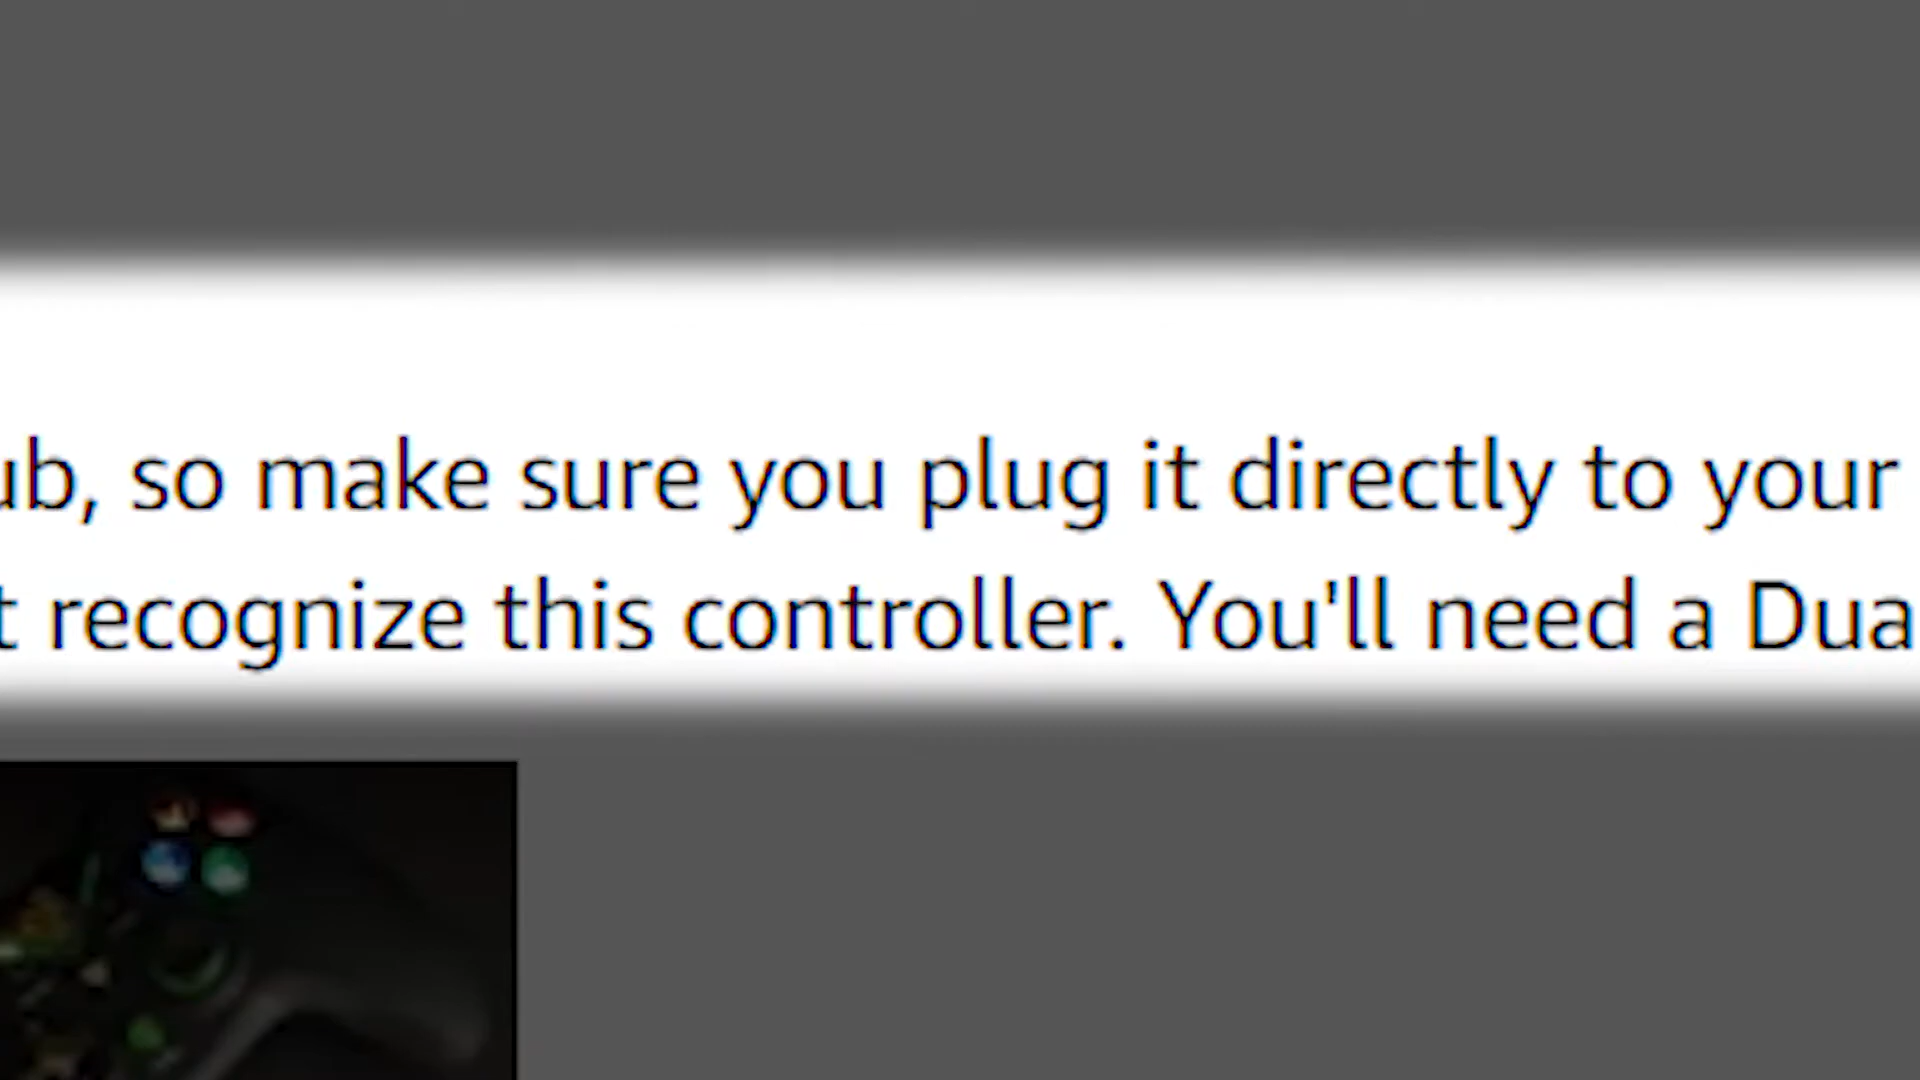 ub, so make sure you plug it directly to your
t recognize this controller. You'll need a Dua